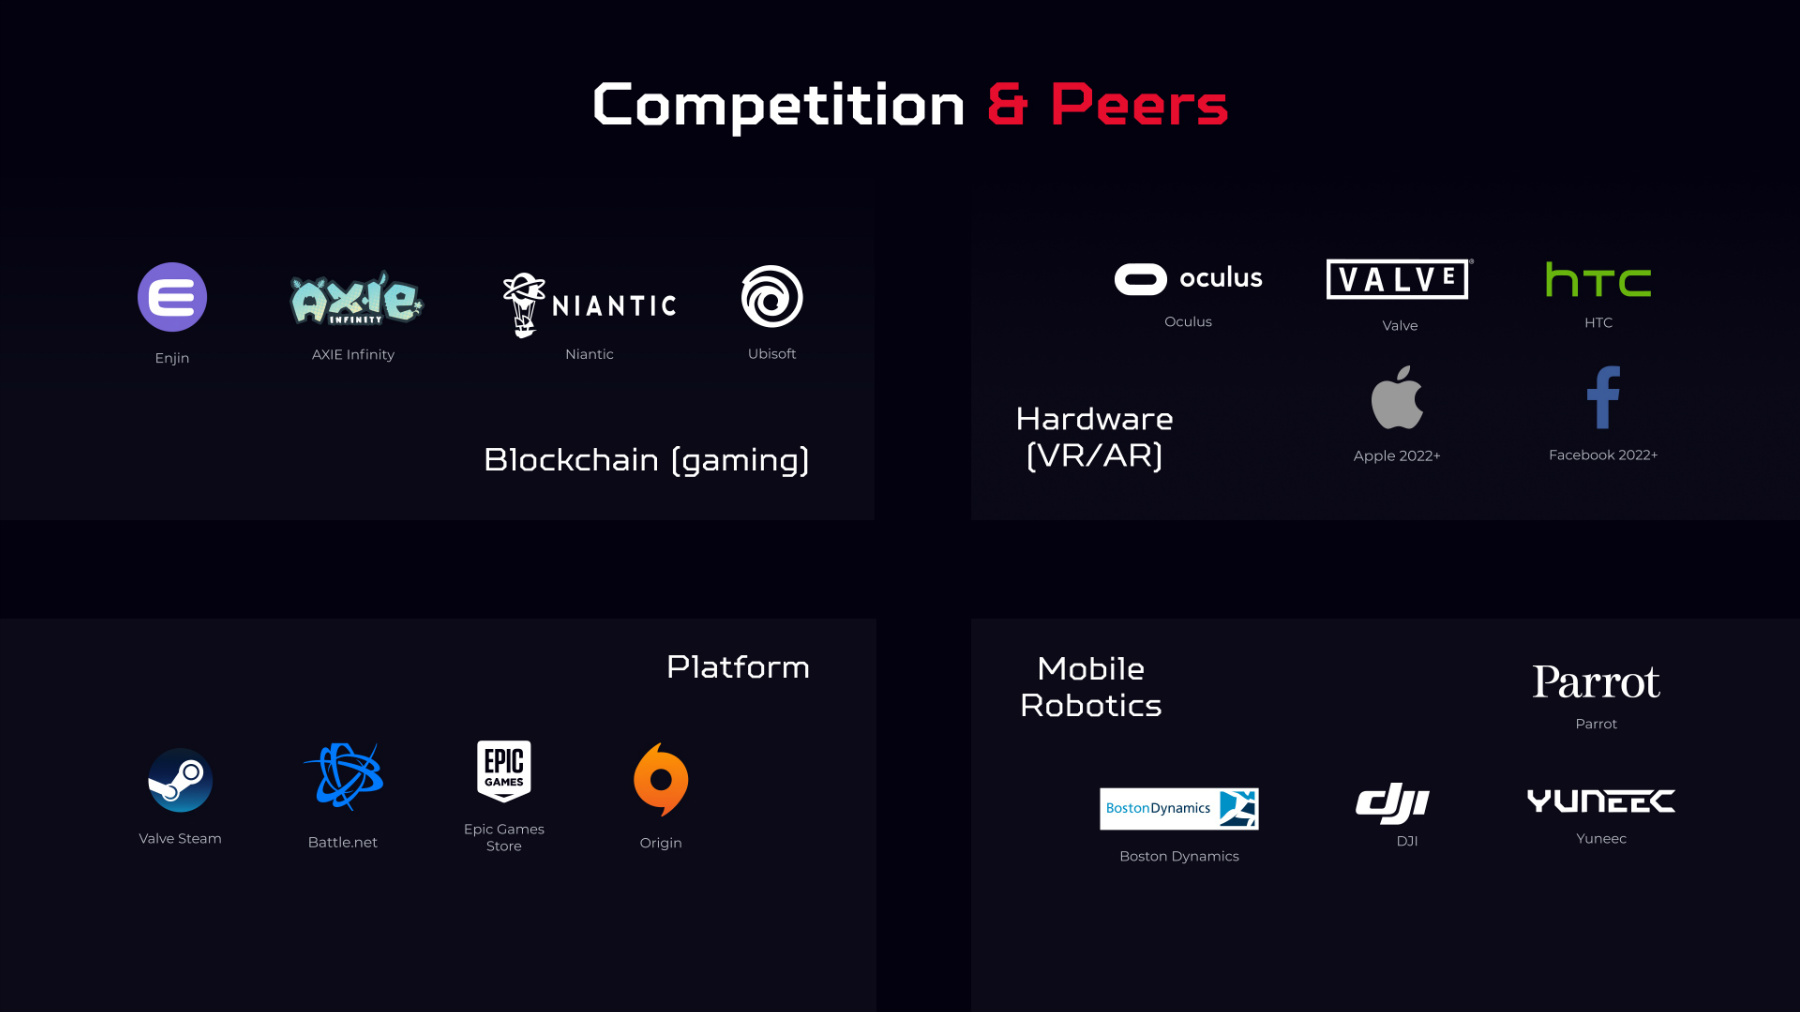 Competition & Peers
AXIE
INFINITY
NIANTIC
Enjin
AXIE Infinity
Niantic
Ubisoft
Blockchain (gaming)
oculus
VALVE®
hTC
Oculus
Valve
HTC
Hardware
(VR/AR)
Apple 2022+
Facebook 2022+
Platform
EPIC
GAMES
Valve Steam
Battle.net
Epic Games
Store
Origin
Mobile
Robotics
Parrot
Parrot
BostonDynamics
dji
YUNEEC
Boston Dynamics
DJI
Yuneec